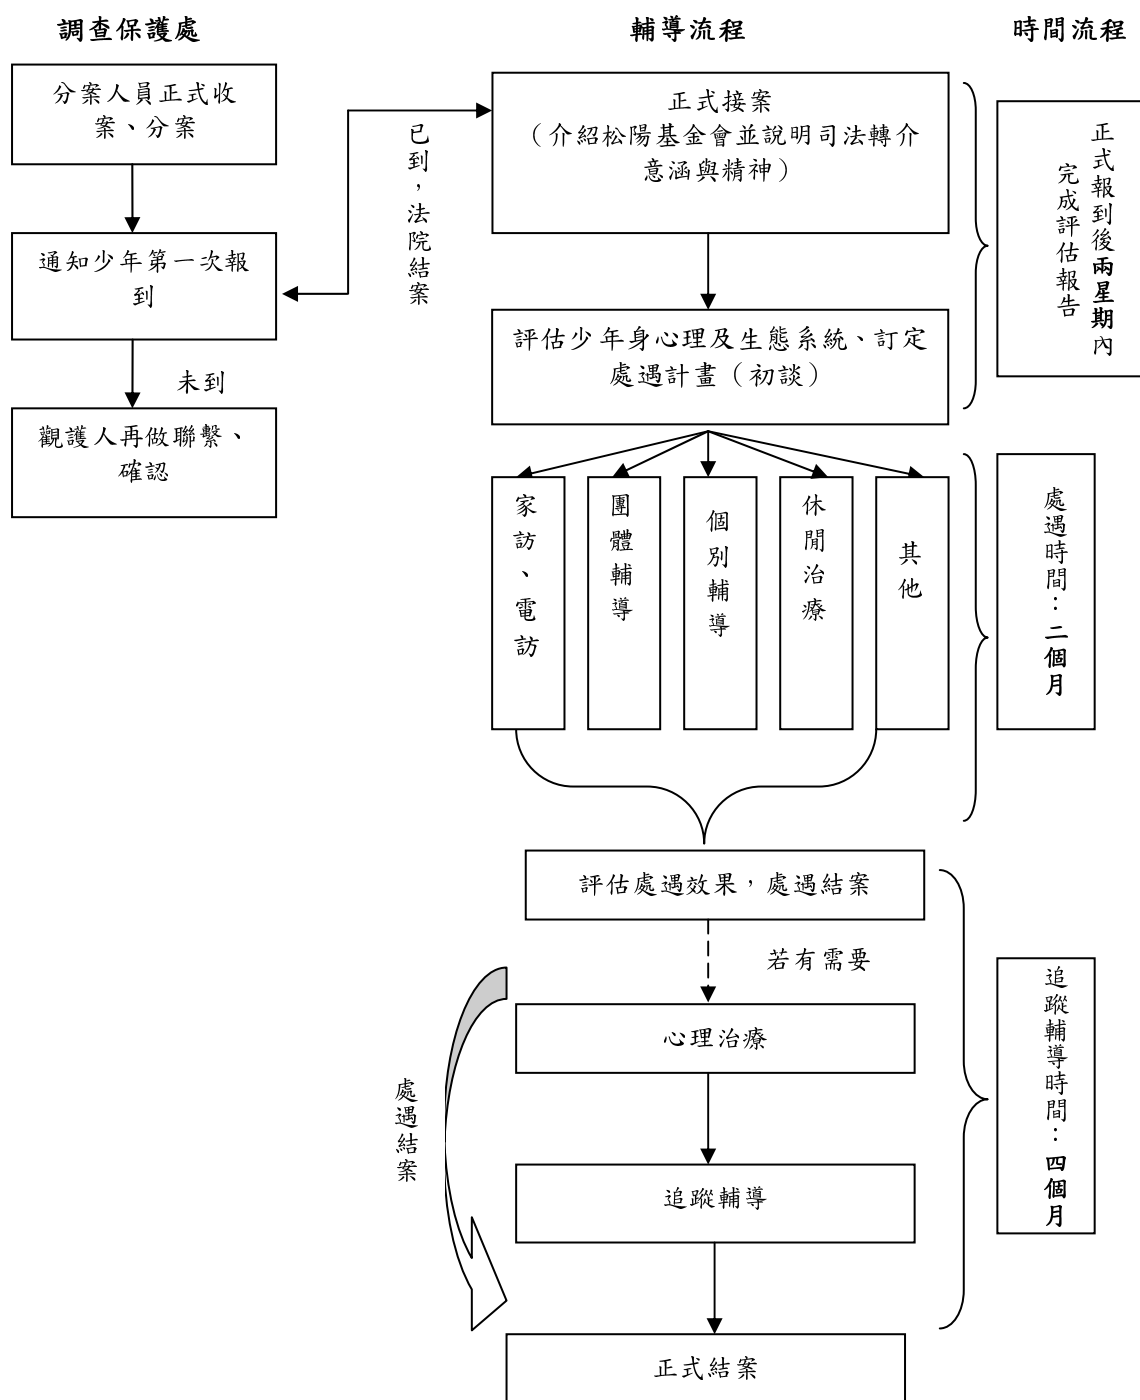 調查保護處
輔導流程
時間流程
分案人員正式收
案、分案
通知少年第一次報
到
未到
觀護人再做聯繫、
確認
已到，法院結案
正式接案
（介紹松陽基金會並說明司法轉介
意涵與精神）
評估少年身心理及生態系統、訂定
處遇計畫（初談）
正式報到後兩星期內
完成評估報告
家訪、電訪
團體輔導
個別輔導
休閒治療
其他
處遇時間：二個月
評估處遇效果，處遇結案
若有需要
心理治療
處遇結案
追蹤輔導
追蹤輔導時間：四個月
正式結案